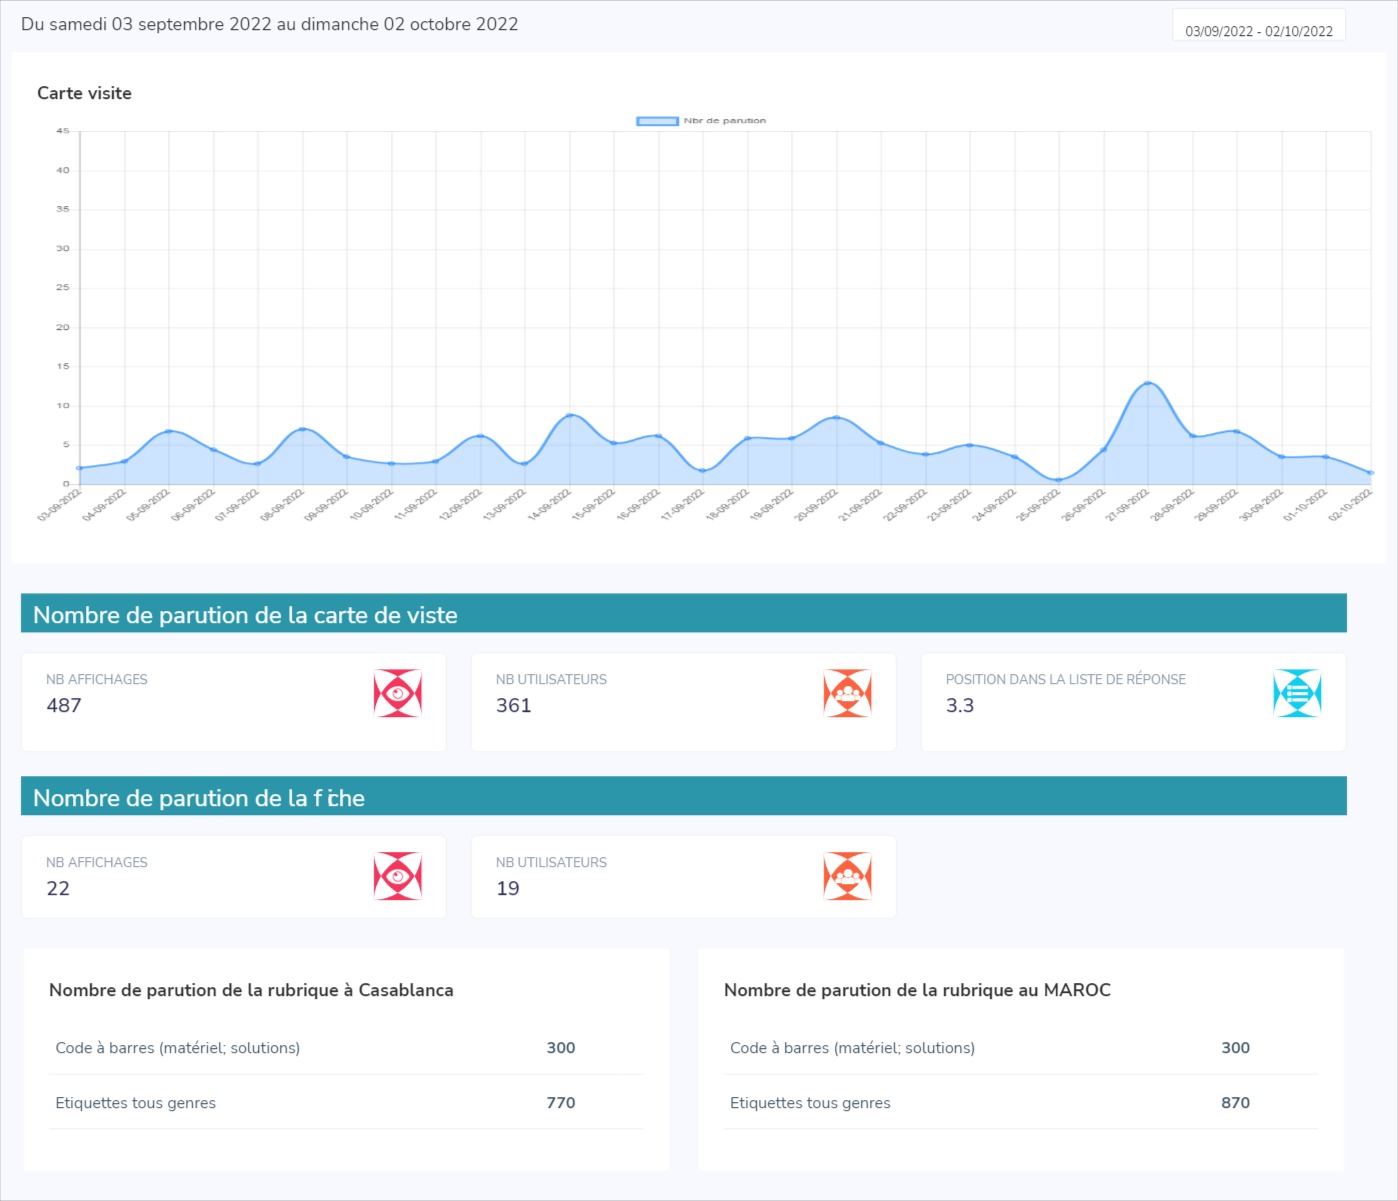 Du samedi 03 septembre 2022 au dimanche 02 octobre 2022
03/09/2022 - 02/10/2022
Carte visite
Nbr de parution
45
40
35
30
25
20
15
10
5
0
03-09-2022 04-09-2022 05-09-2022 06-09-2022 07-09-2022 08-09-2022 09-09-2022 10-09-2022 11-09-2022 12-09-2022 13-09-2022 14-09-2022 15-09-2022 16-09-2022 17-09-2022 18-09-2022 19-09-2022 20-09-2022 21-09-2022 22-09-2022 23-09-2022 24-09-2022 25-09-2022 26-09-2022 27-09-2022 28-09-2022 29-09-2022 30-09-2022 01-10-2022 02-10-2022
Nombre de parution de la carte de viste
NB AFFICHAGES
487
NB UTILISATEURS
361
POSITION DANS LA LISTE DE RÉPONSE
3.3
Nombre de parution de la fiche
NB AFFICHAGES
22
NB UTILISATEURS
19
Nombre de parution de la rubrique à Casablanca
Code à barres (matériel; solutions) 300
Etiquettes tous genres 770
Nombre de parution de la rubrique au MAROC
Code à barres (matériel; solutions) 300
Etiquettes tous genres 870